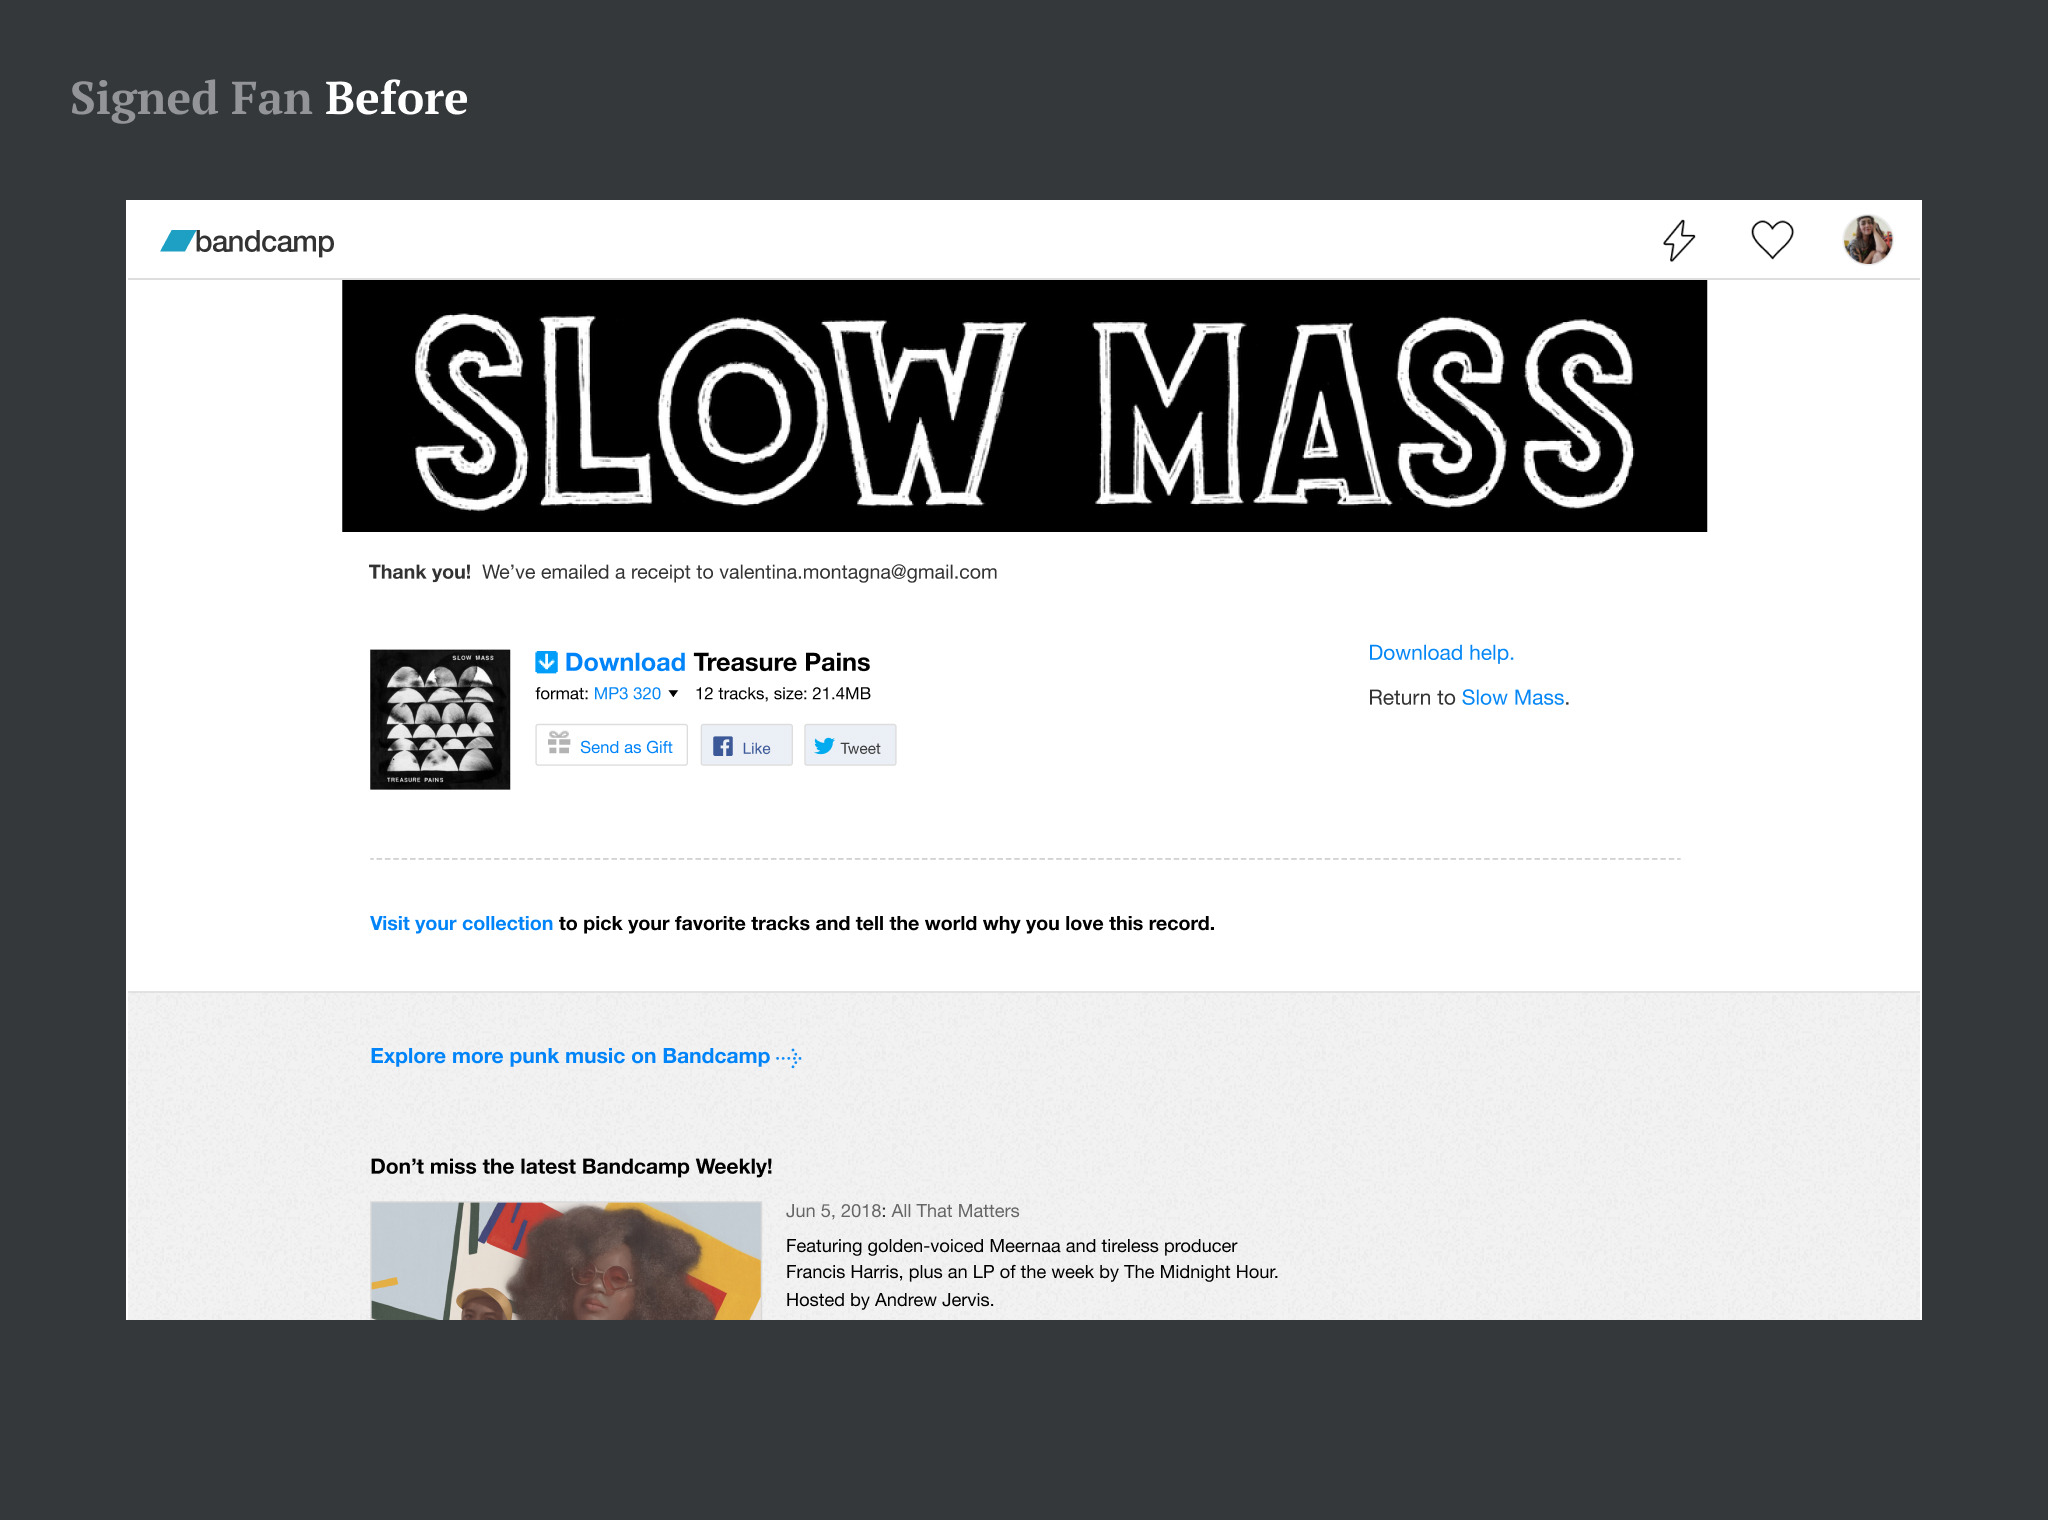 Signed Fan Before
bandcamp
SLOW MASS
Thank you! We've emailed a receipt to valentina.montagna@gmail.com
SLOW MASS
TREASURE PAINS
Download Treasure Pains
format: MP3 320 ▼ 12 tracks, size: 21.4MB
Send as Gift
Like
Tweet
Download help.
Return to Slow Mass.
Visit your collection to pick your favorite tracks and tell the world why you love this record.
Explore more punk music on Bandcamp
Don't miss the latest Bandcamp Weekly!
Jun 5, 2018: All That Matters
Featuring golden-voiced Meernaa and tireless producer
Francis Harris, plus an LP of the week by The Midnight Hour.
Hosted by Andrew Jervis.